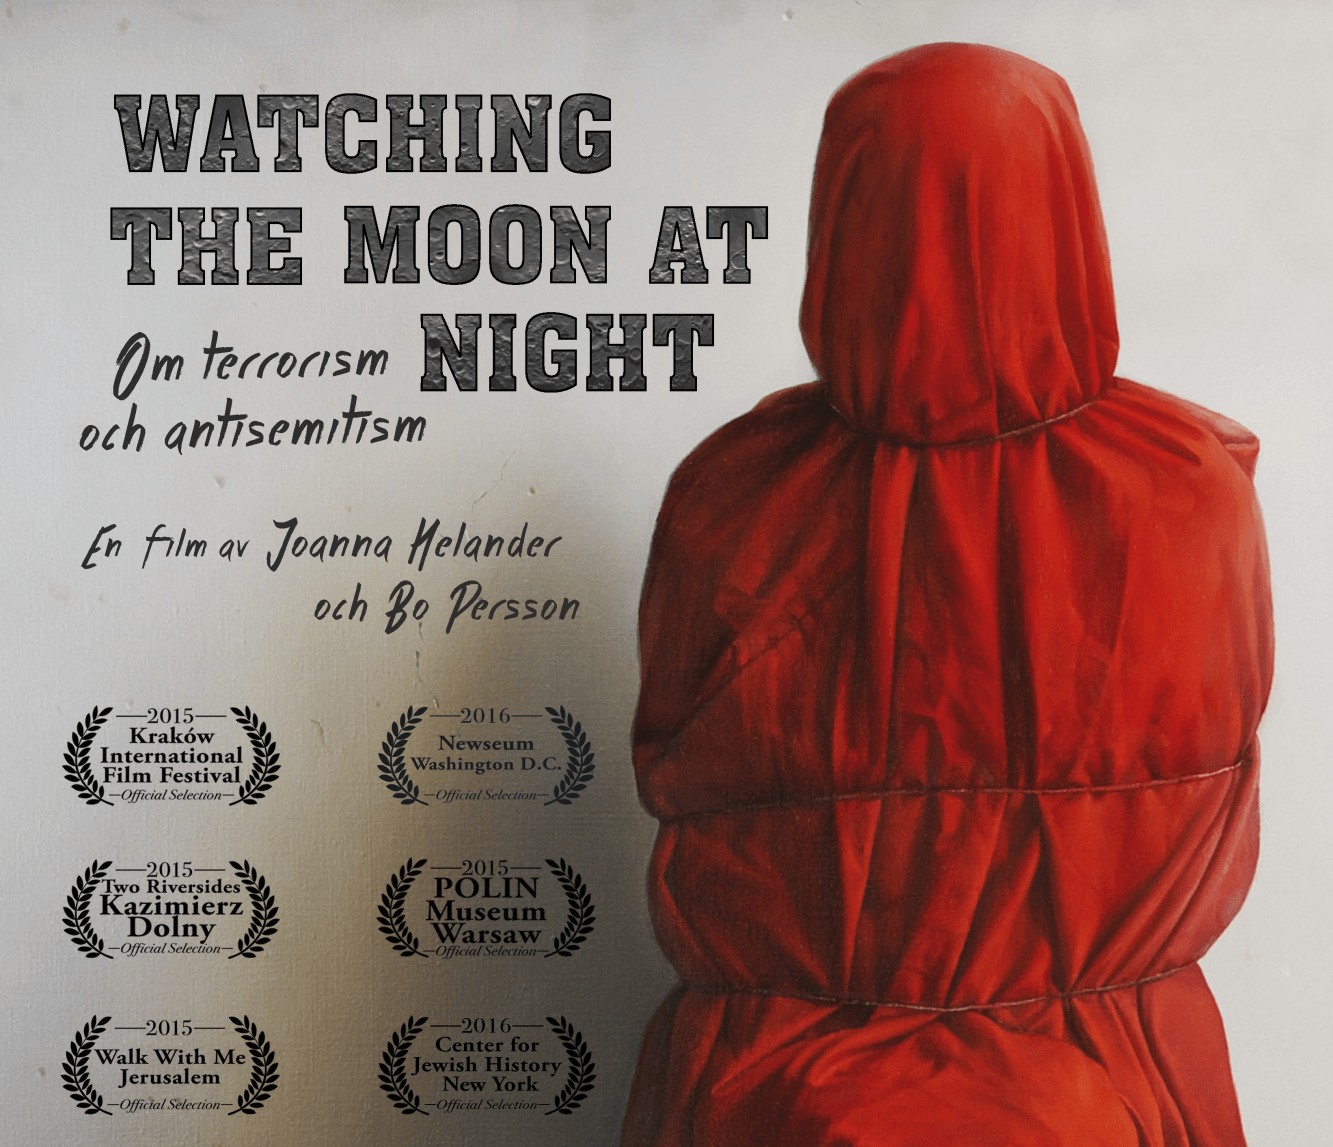 WATCHING
THE MOON AT
NIGHT
Om terrorism
och antisemitism
En film av Joanna Helander
och Bo Persson
2015
Kraków
International
Film Festival
Official Selection
2016
Newseum
Washington D.C.
Official Selection
2015
Two Riversides
Kazimierz
Dolny
Official Selection
2015
POLIN
Museum
Warsaw
Official Selection
2015
Walk With Me
Jerusalem
Official Selection
2016
Center for
Jewish History
New York
Official Selection